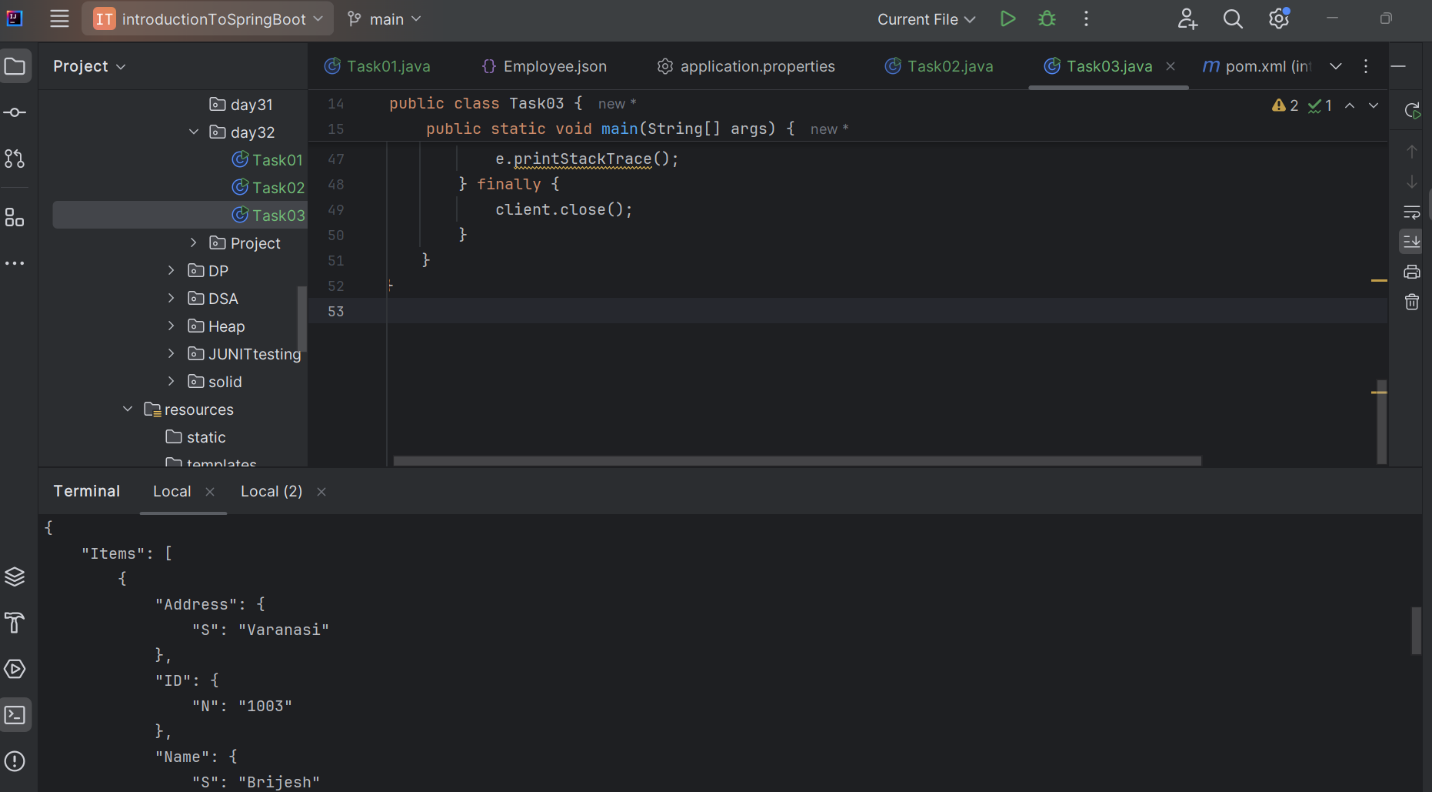 IT introductionToSpringBoot main Current File
Project
Task01.java Employee.json application.properties Task02.java Task03.java pom.xml (in
day31
day32
Task01
Task02
Task03
Project
DP
DSA
Heap
JUNITtesting
solid
resources
static
templates
14 public class Task03 { new * 2 1
15 public static void main(String[] args) { new *
47 e.printStackTrace();
48 } finally {
49 client.close();
50 }
51 }
52 }
53
Terminal Local Local (2)
{
"Items": [
{
"Address": {
"S": "Varanasi"
},
"ID": {
"N": "1003"
},
"Name": {
"S": "Brijesh"